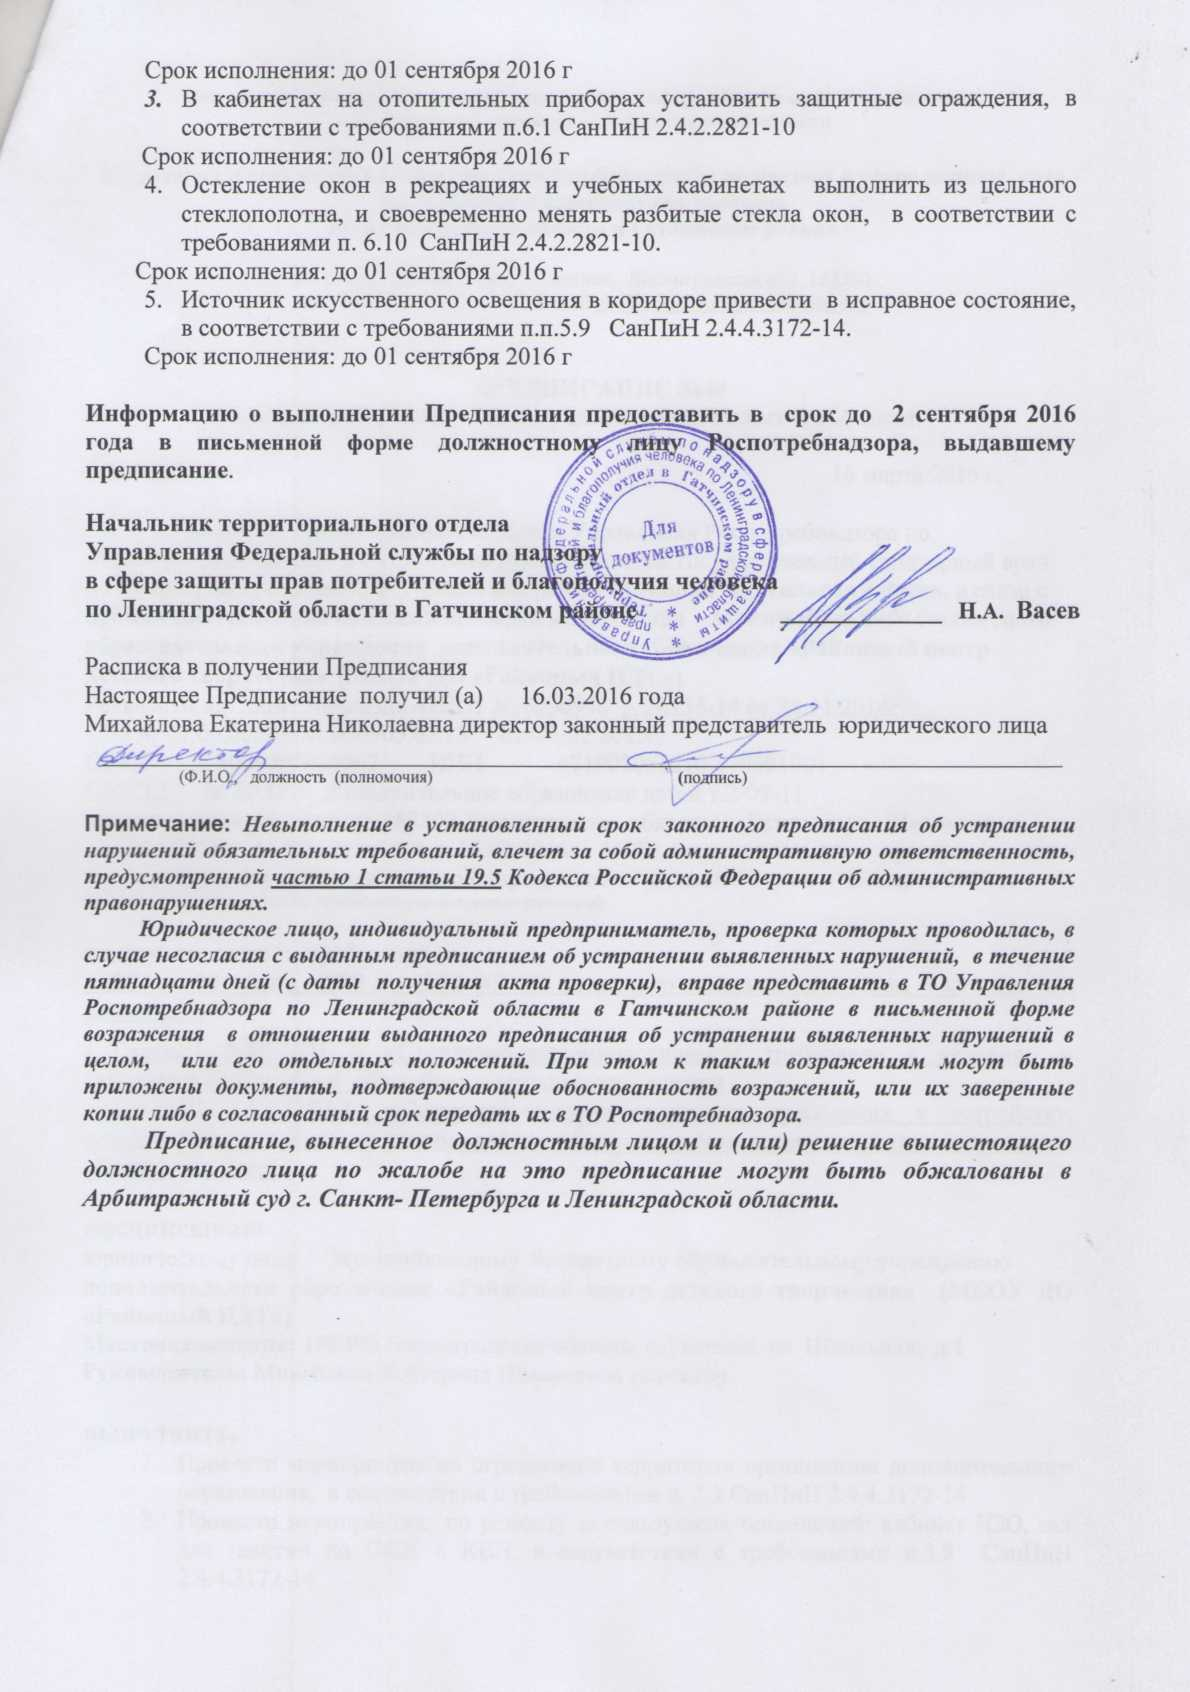 Срок исполнения: до 01 сентября 2016 г
3. В кабинетах на отопительных приборах установить защитные ограждения, в
соответствии с требованиями п.6.1 СанПиН 2.4.2.2821-10
Срок исполнения: до 01 сентября 2016 г
4. Остекление окон в рекреациях и учебных кабинетах выполнить из цельного
стеклополотна, и своевременно менять разбитые стекла окон, в соответствии с
требованиями п. 6.10 СанПиН 2.4.2.2821-10.
Срок исполнения: до 01 сентября 2016 г
5. Источник искусственного освещения в коридоре привести в исправное состояние,
в соответствии с требованиями п.п.5.9 СанПиН 2.4.4.3172-14.
Срок исполнения: до 01 сентября 2016 г
Информацию о выполнении Предписания предоставить в срок до 2 сентября 2016
года в письменной форме должностному лицу Роспотребнадзора, выдавшему
предписание.
Начальник территориального отдела
Управления Федеральной службы по надзору
в сфере защиты прав потребителей и благополучия человека
по Ленинградской области в Гатчинском районе ____________ Н.А. Васев
Для
документов
Расписка в получении Предписания
Настоящее Предписание получил (а) 16.03.2016 года
Михайлова Екатерина Николаевна директор законный представитель юридического лица
директор
(Ф.И.О., должность (полномочия) (подпись)
Примечание: Невыполнение в установленный срок законного предписания об устранении
нарушений обязательных требований, влечет за собой административную ответственность,
предусмотренной частью 1 статьи 19.5 Кодекса Российской Федерации об административных
правонарушениях.
Юридическое лицо, индивидуальный предприниматель, проверка которых проводилась, в
случае несогласия с выданным предписанием об устранении выявленных нарушений, в течение
пятнадцати дней (с даты получения акта проверки), вправе представить в ТО Управления
Роспотребнадзора по Ленинградской области в Гатчинском районе в письменной форме
возражения в отношении выданного предписания об устранении выявленных нарушений в
целом, или его отдельных положений. При этом к таким возражениям могут быть
приложены документы, подтверждающие обоснованность возражений, или их заверенные
копии либо в согласованный срок передать их в ТО Роспотребнадзора.
Предписание, вынесенное должностным лицом и (или) решение вышестоящего
должностного лица по жалобе на это предписание могут быть обжалованы в
Арбитражный суд г. Санкт- Петербурга и Ленинградской области.